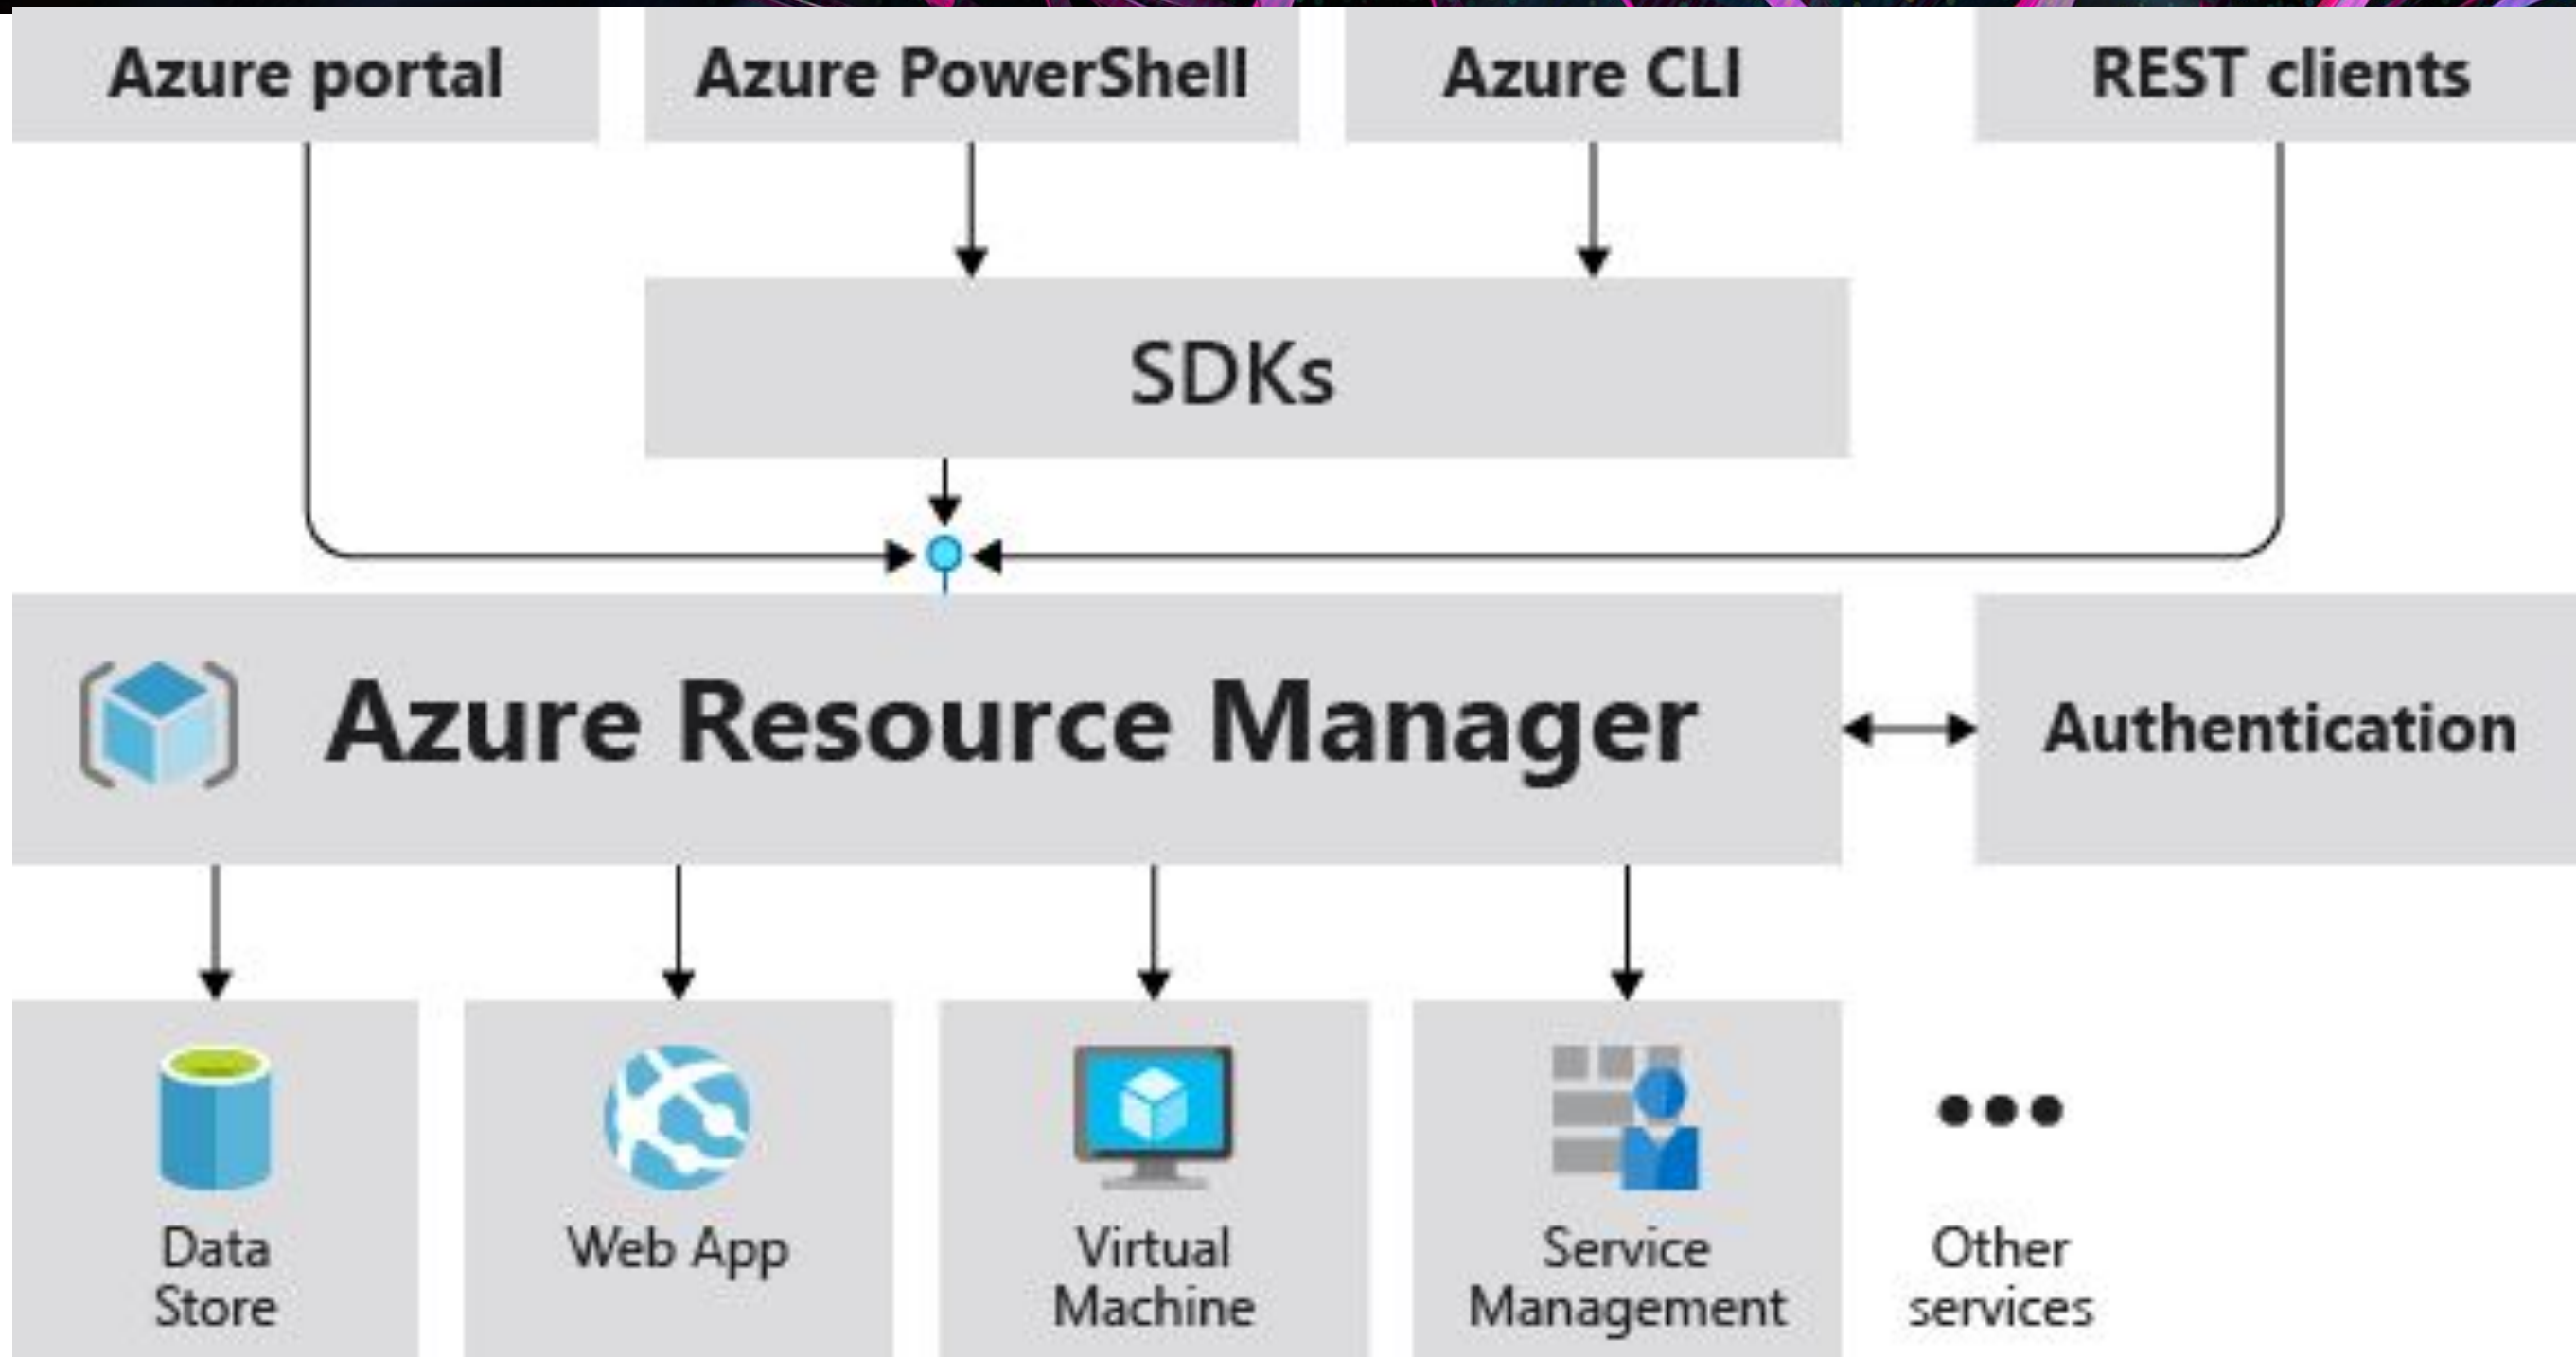 Azure portal
Azure PowerShell
Azure CLI
REST clients
SDKs
Azure Resource Manager
Authentication
Data
Store
Web App
Virtual
Machine
Service
Management
Other
services